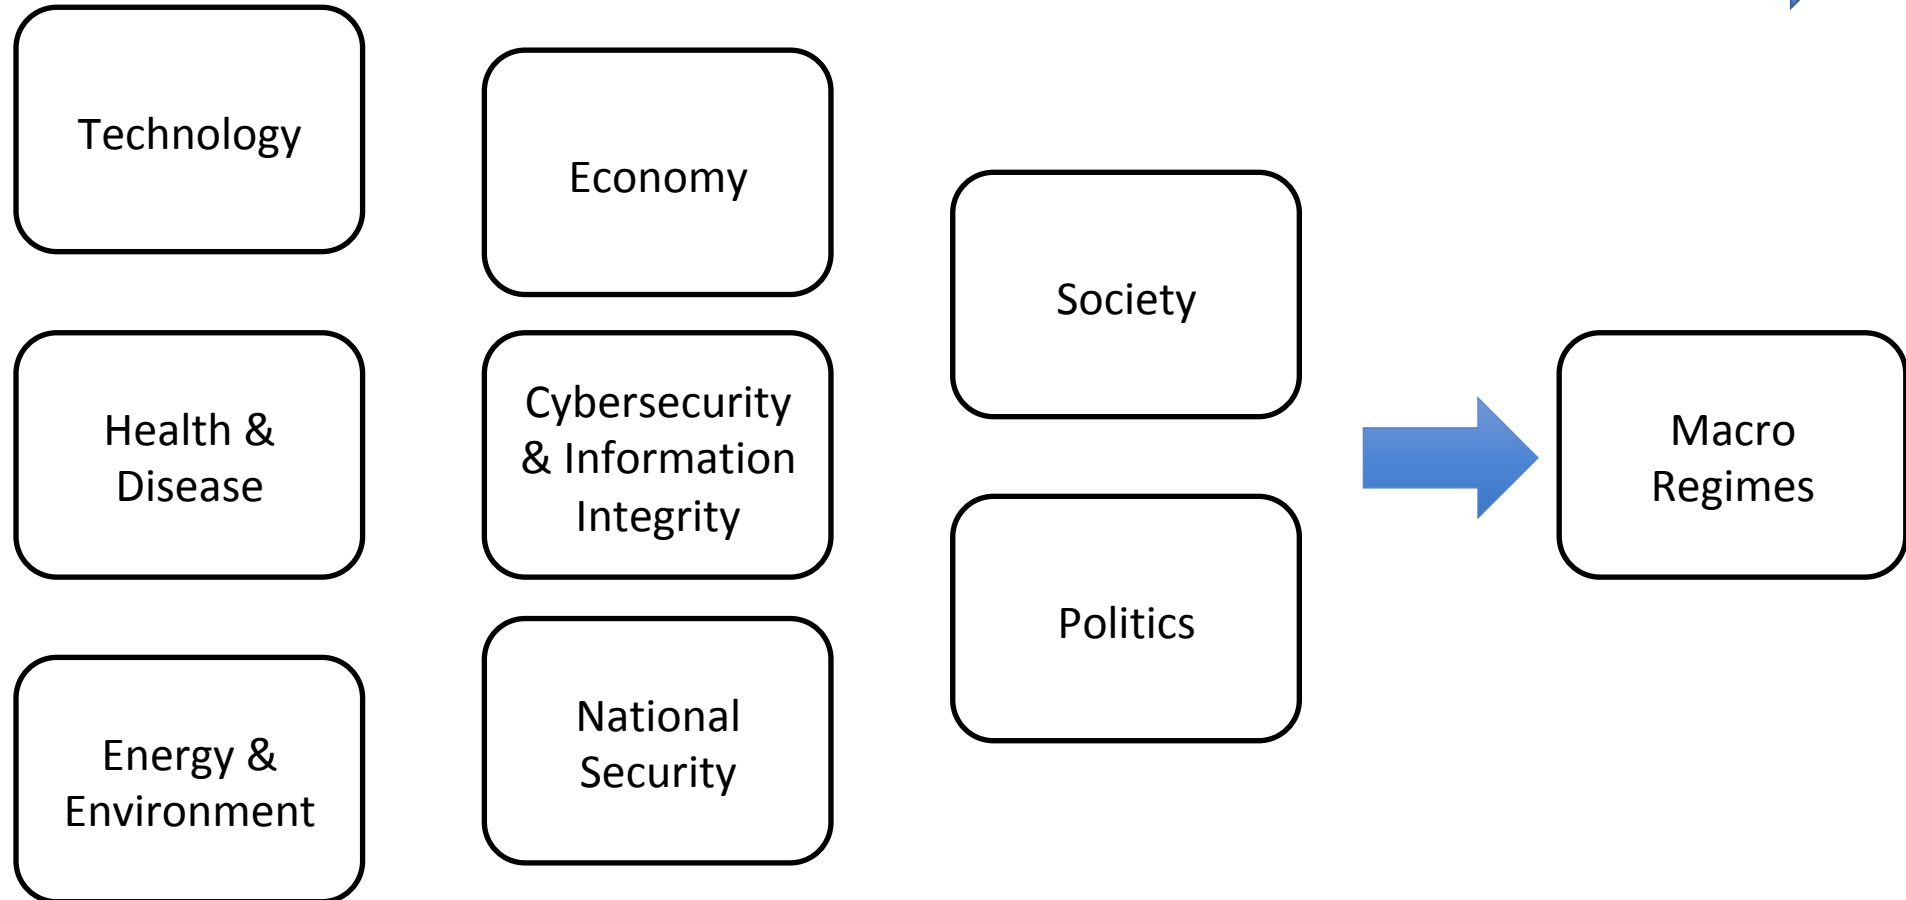 Technology
Health &
Disease
Energy &
Environment
Economy
Cybersecurity
& Information
Integrity
National
Security
Society
Politics
Macro
Regimes